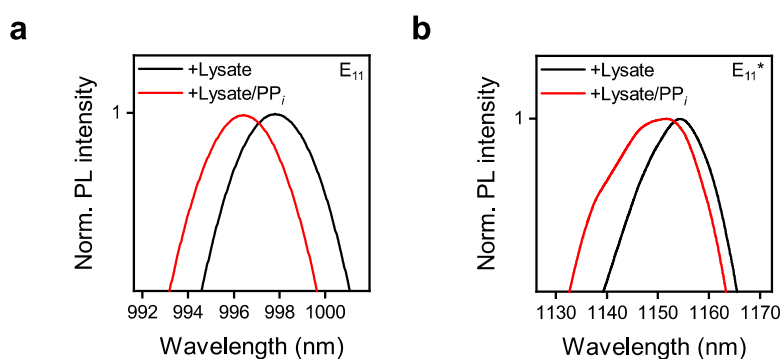 a
+Lysate
E11
+Lysate/PPi
1
Norm. PL intensity
992 994 996 998 1000
Wavelength (nm)
b
+Lysate
E11*
+Lysate/PPi
1
Norm. PL intensity
1130 1140 1150 1160 1170
Wavelength (nm)